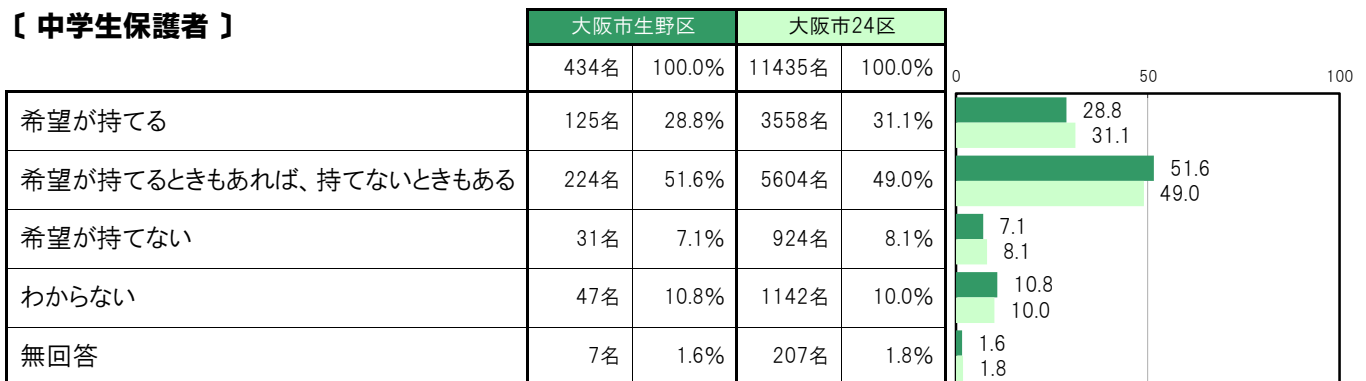 〔 中学生保護者 〕
大阪市生野区 大阪市24区
434名 100.0% 11435名 100.0%
0 50 100
希望が持てる 125名 28.8% 3558名 31.1%
28.8
31.1
希望が持てるときもあれば、持てないときもある 224名 51.6% 5604名 49.0%
51.6
49.0
希望が持てない 31名 7.1% 924名 8.1%
7.1
8.1
わからない 47名 10.8% 1142名 10.0%
10.8
10.0
無回答 7名 1.6% 207名 1.8%
1.6
1.8